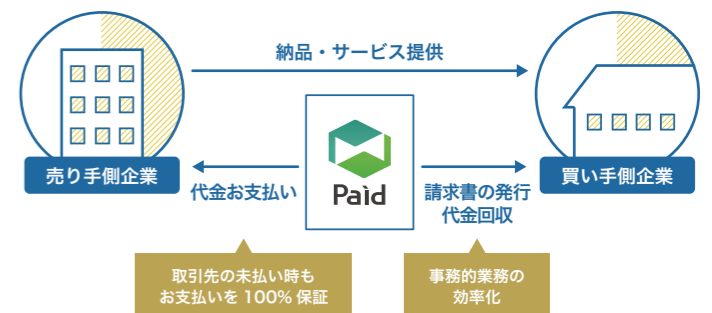 納品・サービス提供
売り手側企業
買い手側企業
Paid
代金お支払い
請求書の発行
代金回収
取引先の未払い時も
お支払いを100%保証
事務的業務の
効率化